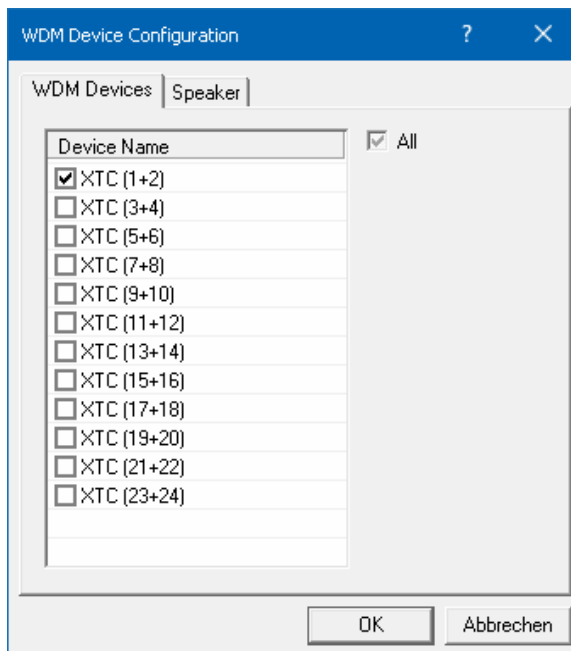 WDM Device Configuration ? ×
WDM Devices Speaker
Device Name
All
XTC (1+2)
XTC (3+4)
XTC (5+6)
XTC (7+8)
XTC (9+10)
XTC (11+12)
XTC (13+14)
XTC (15+16)
XTC (17+18)
XTC (19+20)
XTC (21+22)
XTC (23+24)
OK Abbrechen